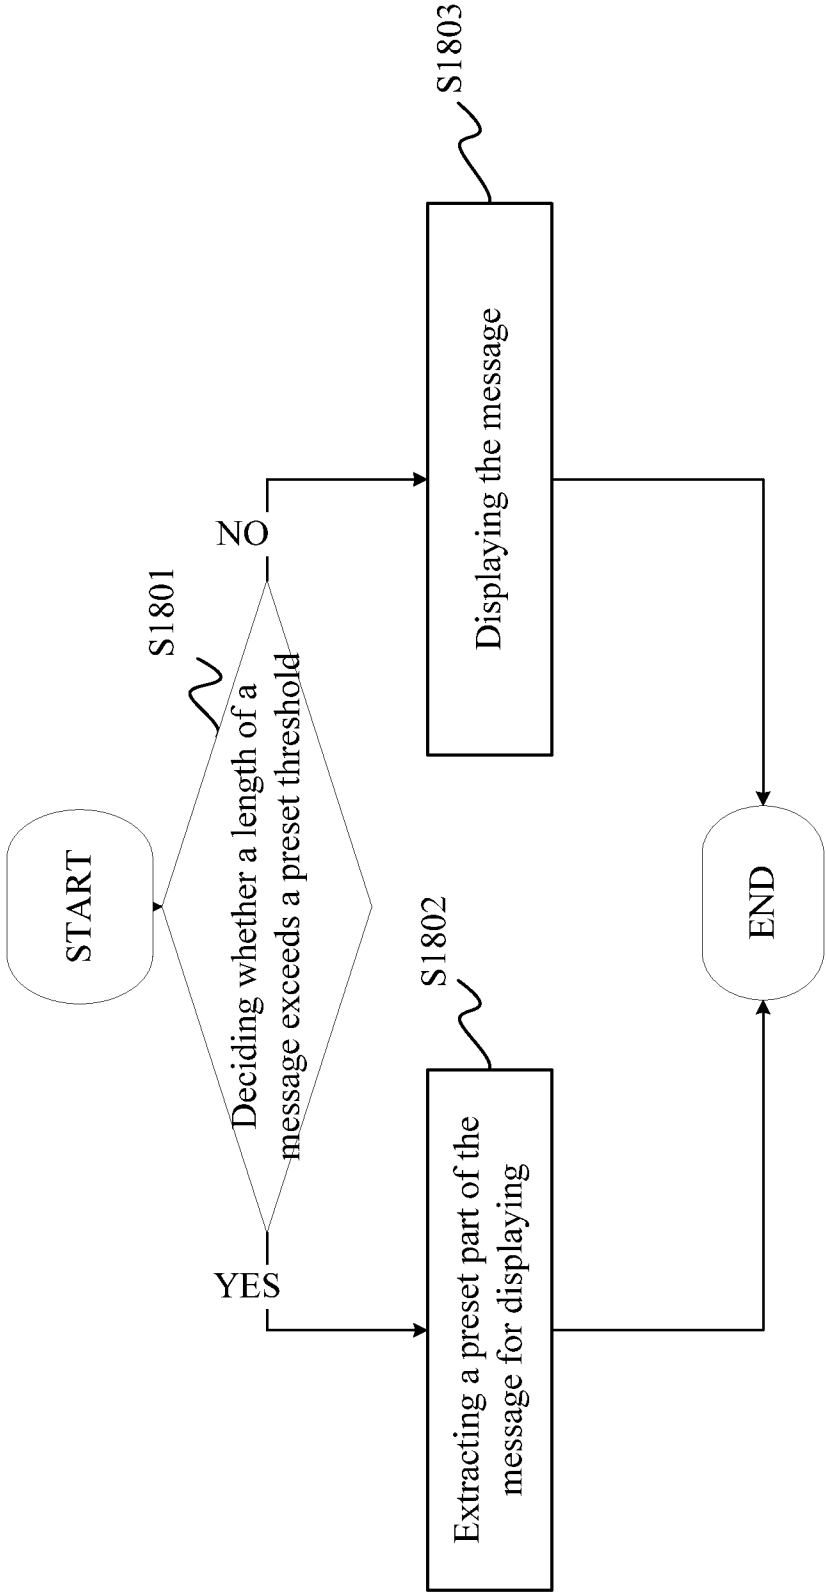 START
S1801
Deciding whether a length of a
message exceeds a preset threshold
YES
NO
S1802
Extracting a preset part of the
message for displaying
S1803
Displaying the message
END